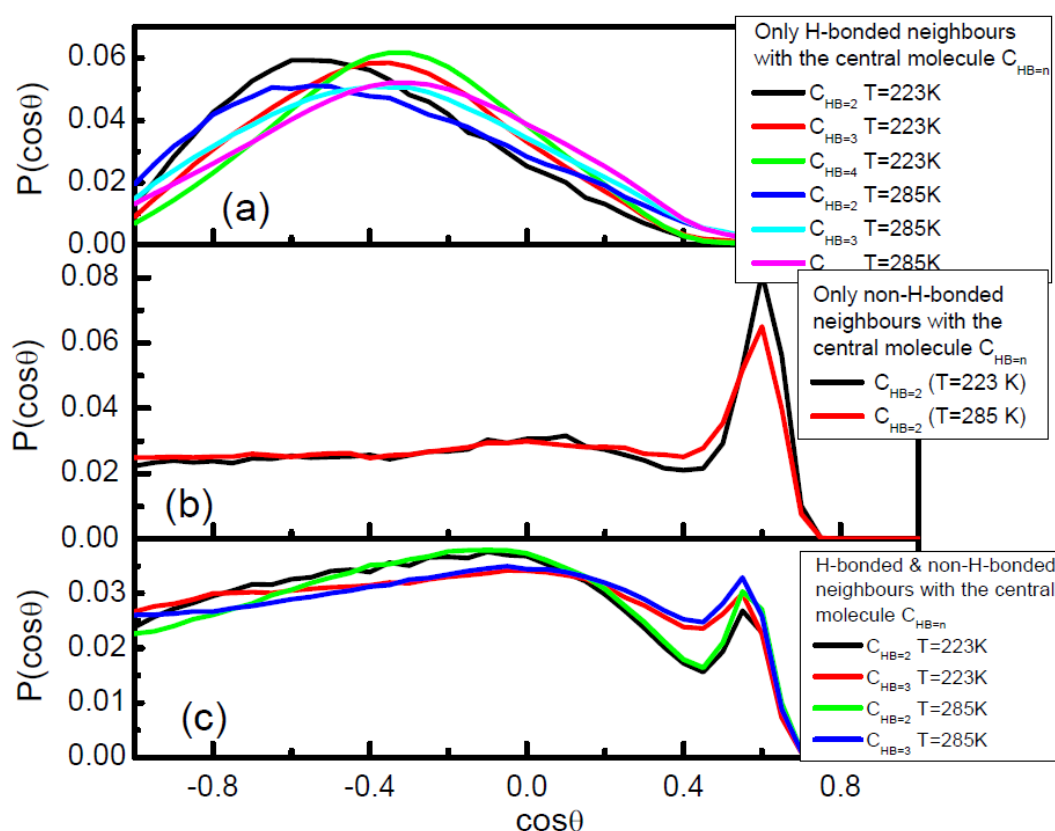 Only H-bonded neighbours
with the central molecule C_HB=n
C_HB=2 T=223K
C_HB=3 T=223K
C_HB=4 T=223K
C_HB=2 T=285K
C_HB=3 T=285K
C T=285K
P(cosθ)
0.06
0.04
0.02
0.00
(a)
Only non-H-bonded
neighbours with the
central molecule C_HB=n
C_HB=2 (T=223 K)
C_HB=2 (T=285 K)
P(cosθ)
0.08
0.06
0.04
0.02
0.00
(b)
H-bonded & non-H-bonded
neighbours with the central
molecule C_HB=n
C_HB=2 T=223K
C_HB=3 T=223K
C_HB=2 T=285K
C_HB=3 T=285K
P(cosθ)
0.03
0.02
0.01
0.00
(c)
-0.8 -0.4 0.0 0.4 0.8
cosθ